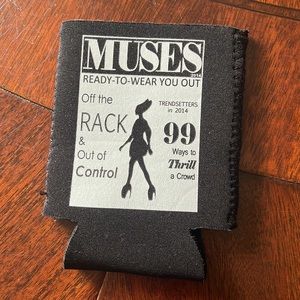 MUSES
2014
READY-TO-WEAR YOU OUT
Off the
RACK
&
Out of
Control
TRENDSETTERS
in 2014
99
Ways to
Thrill
a Crowd